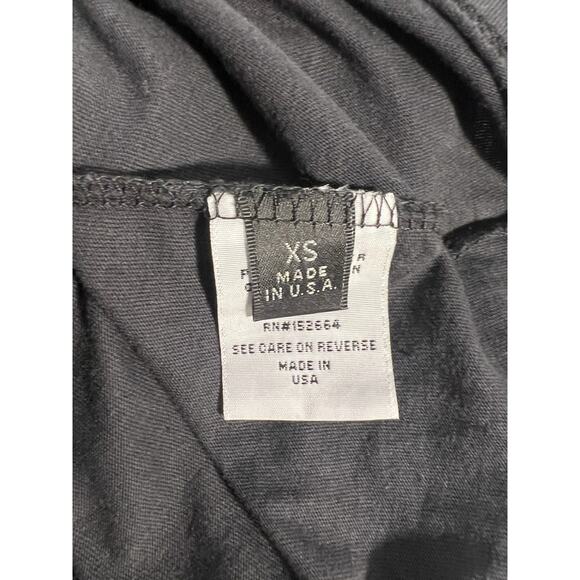 XS
MADE
IN U.S.A.
RN#152664
SEE CARE ON REVERSE
MADE IN
USA